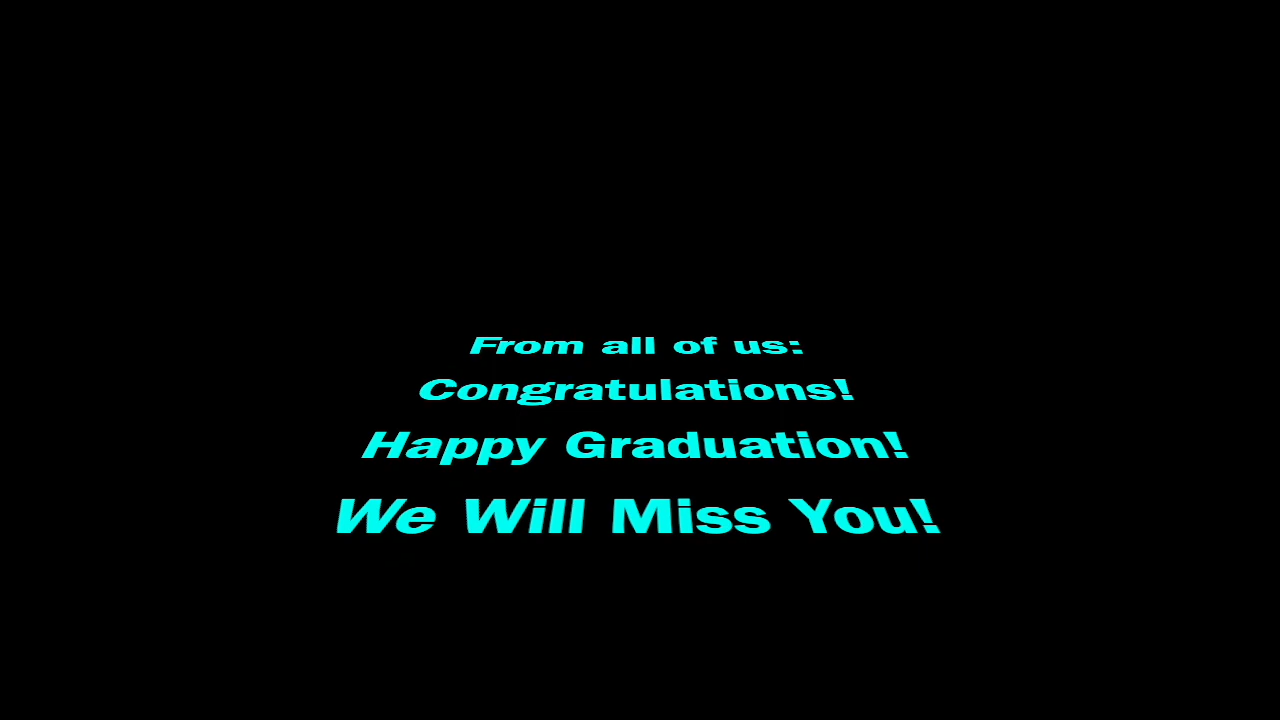 From all of us:
Congratulations!
Happy Graduation!
We Will Miss You!